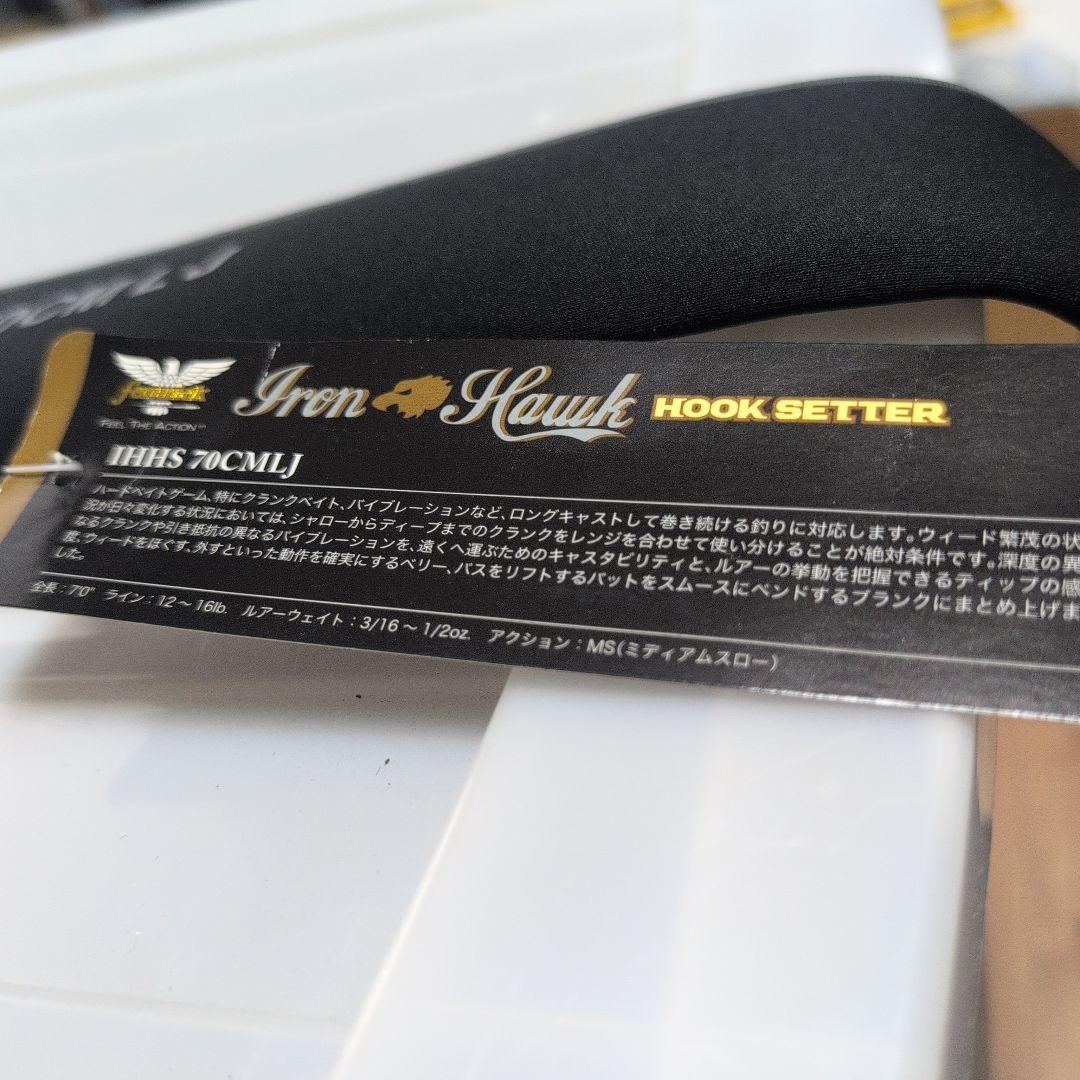 CMLJ
Fenwick
FEEL THE ACTION™
Iron Hawk HOOK SETTER
IHHS 70CMLJ
ハードベイトゲーム、特にクランクベイト、バイブレーションなど、ロングキャストして巻き続ける釣りに対応します。ウィード繁茂の状
況が日々変化する状況においては、シャローからディープまでのクランクをレンジを合わせて使い分けることが絶対条件です。深度の異
なるクランクや引き抵抗の異なるバイブレーションを、遠くへ運ぶためのキャスタビリティと、ルアーの挙動を把握できるティップの感
度、ウィードをほぐす、外すといった動作を確実にするベリー、バスをリフトするバットをスムースにベンドするブランクにまとめ上げま
した。
全長：7'0" ライン：12～16lb. ルアーウェイト：3/16～1/2oz. アクション：MS(ミディアムスロー)